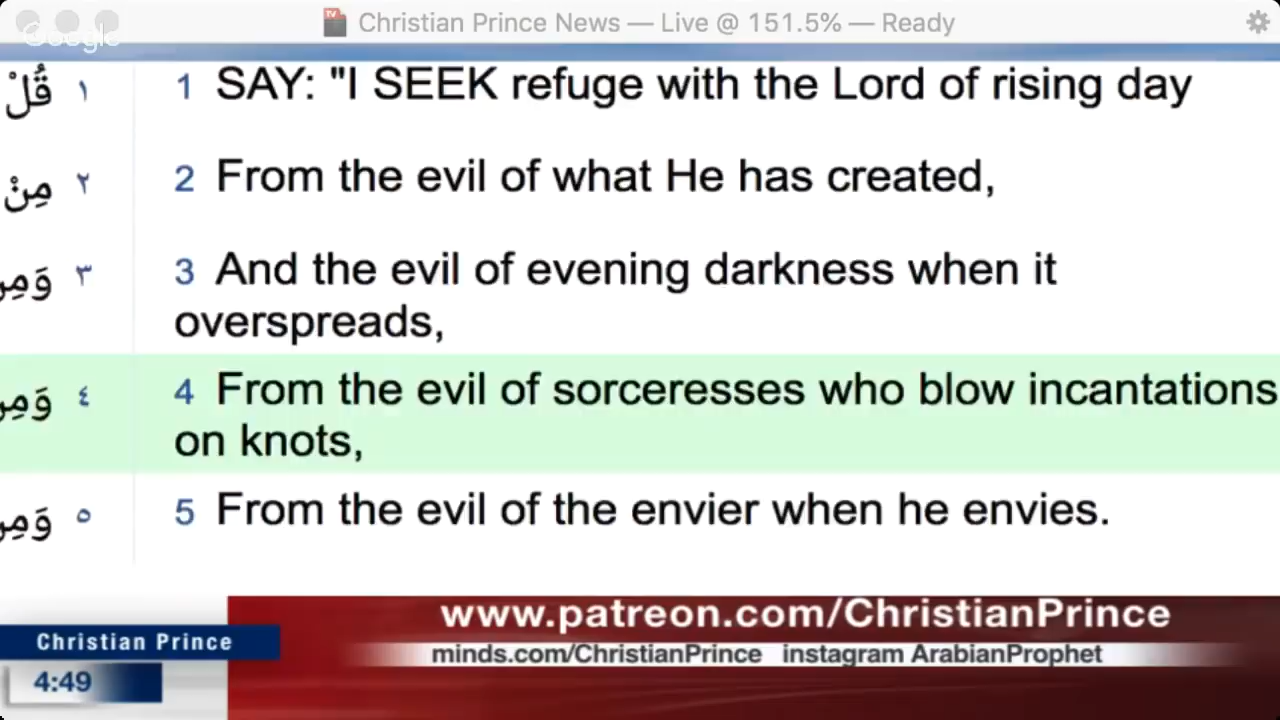 Google
Christian Prince News — Live @ 151.5% — Ready
قُلْ ١ 1 SAY: "I SEEK refuge with the Lord of rising day
مِنْ ٢ 2 From the evil of what He has created,
٣ 3 And the evil of evening darkness when it
overspreads,
٤ 4 From the evil of sorceresses who blow incantations
on knots,
٥ 5 From the evil of the envier when he envies.
www.patreon.com/ChristianPrince
Christian Prince
minds.com/ChristianPrince instagram ArabianProphet
4:49